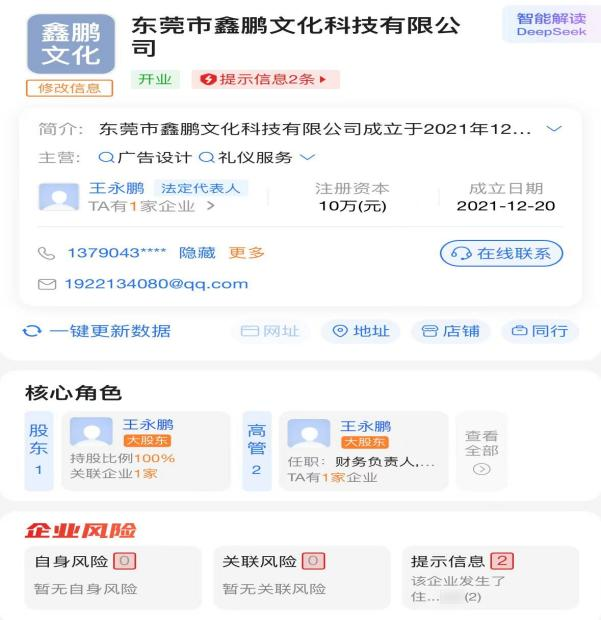 鑫鹏
文化
修改信息
东莞市鑫鹏文化科技有限公
司
智能解读
DeepSeek
开业
提示信息2条
简介: 东莞市鑫鹏文化科技有限公司成立于2021年12...
主营: 广告设计 礼仪服务
王永鹏 法定代表人
TA有1家企业 >
注册资本
10万(元)
成立日期
2021-12-20
1379043**** 隐藏 更多
在线联系
1922134080@qq.com
一键更新数据
网址
地址
店铺
同行
核心角色
股东
1
王永鹏
大股东
持股比例100%
关联企业1家
高管
2
王永鹏
大股东
任职: 财务负责人,...
TA有1家企业
查看
全部
企业风险
自身风险 0
暂无自身风险
关联风险 0
暂无关联风险
提示信息 2
该企业发生了
住... (2)